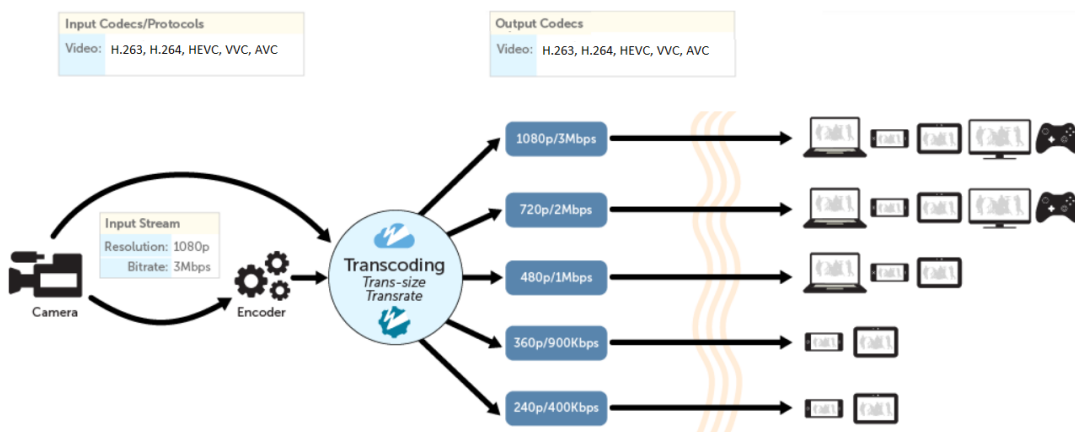 Input Codecs/Protocols
Video: H.263, H.264, HEVC, VVC, AVC
Output Codecs
Video: H.263, H.264, HEVC, VVC, AVC
1080p/3Mbps
720p/2Mbps
Input Stream
Resolution: 1080p
Bitrate: 3Mbps
Camera
Encoder
Transcoding
Trans-size
Transrate
480p/1Mbps
360p/900Kbps
240p/400Kbps